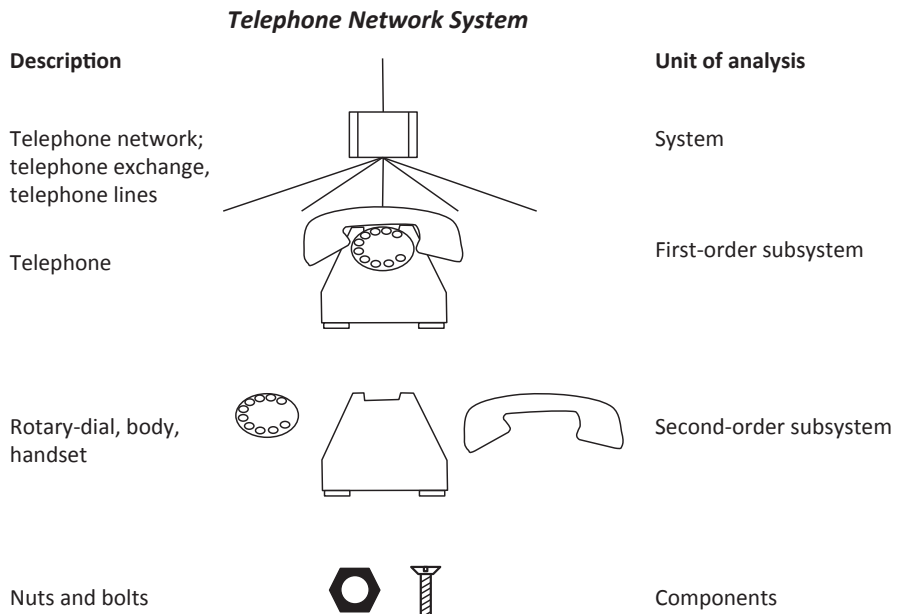 Telephone Network System
Description
Unit of analysis
Telephone network;
telephone exchange,
telephone lines
System
Telephone
First-order subsystem
Rotary-dial, body,
handset
Second-order subsystem
Nuts and bolts
Components